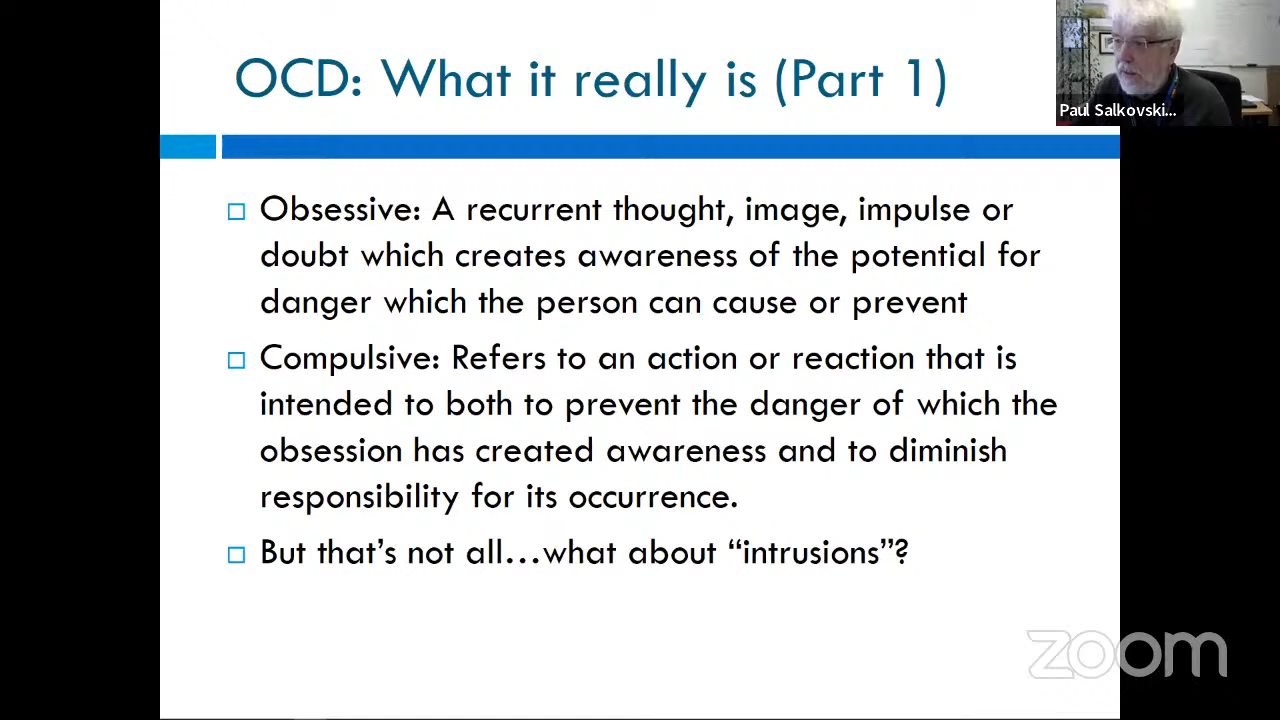 OCD: What it really is (Part 1)
Paul Salkovski...
Obsessive: A recurrent thought, image, impulse or
doubt which creates awareness of the potential for
danger which the person can cause or prevent
Compulsive: Refers to an action or reaction that is
intended to both to prevent the danger of which the
obsession has created awareness and to diminish
responsibility for its occurrence.
But that’s not all…what about “intrusions”?
zoom